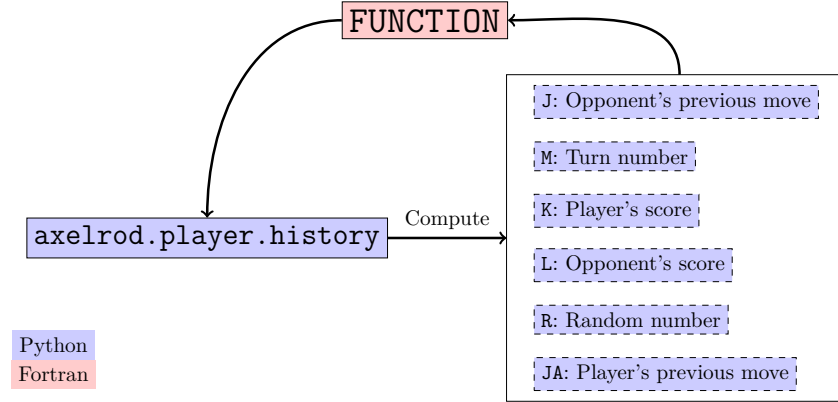 FUNCTION
J: Opponent's previous move
M: Turn number
K: Player's score
axelrod.player.history
Compute
L: Opponent's score
R: Random number
JA: Player's previous move
Python
Fortran